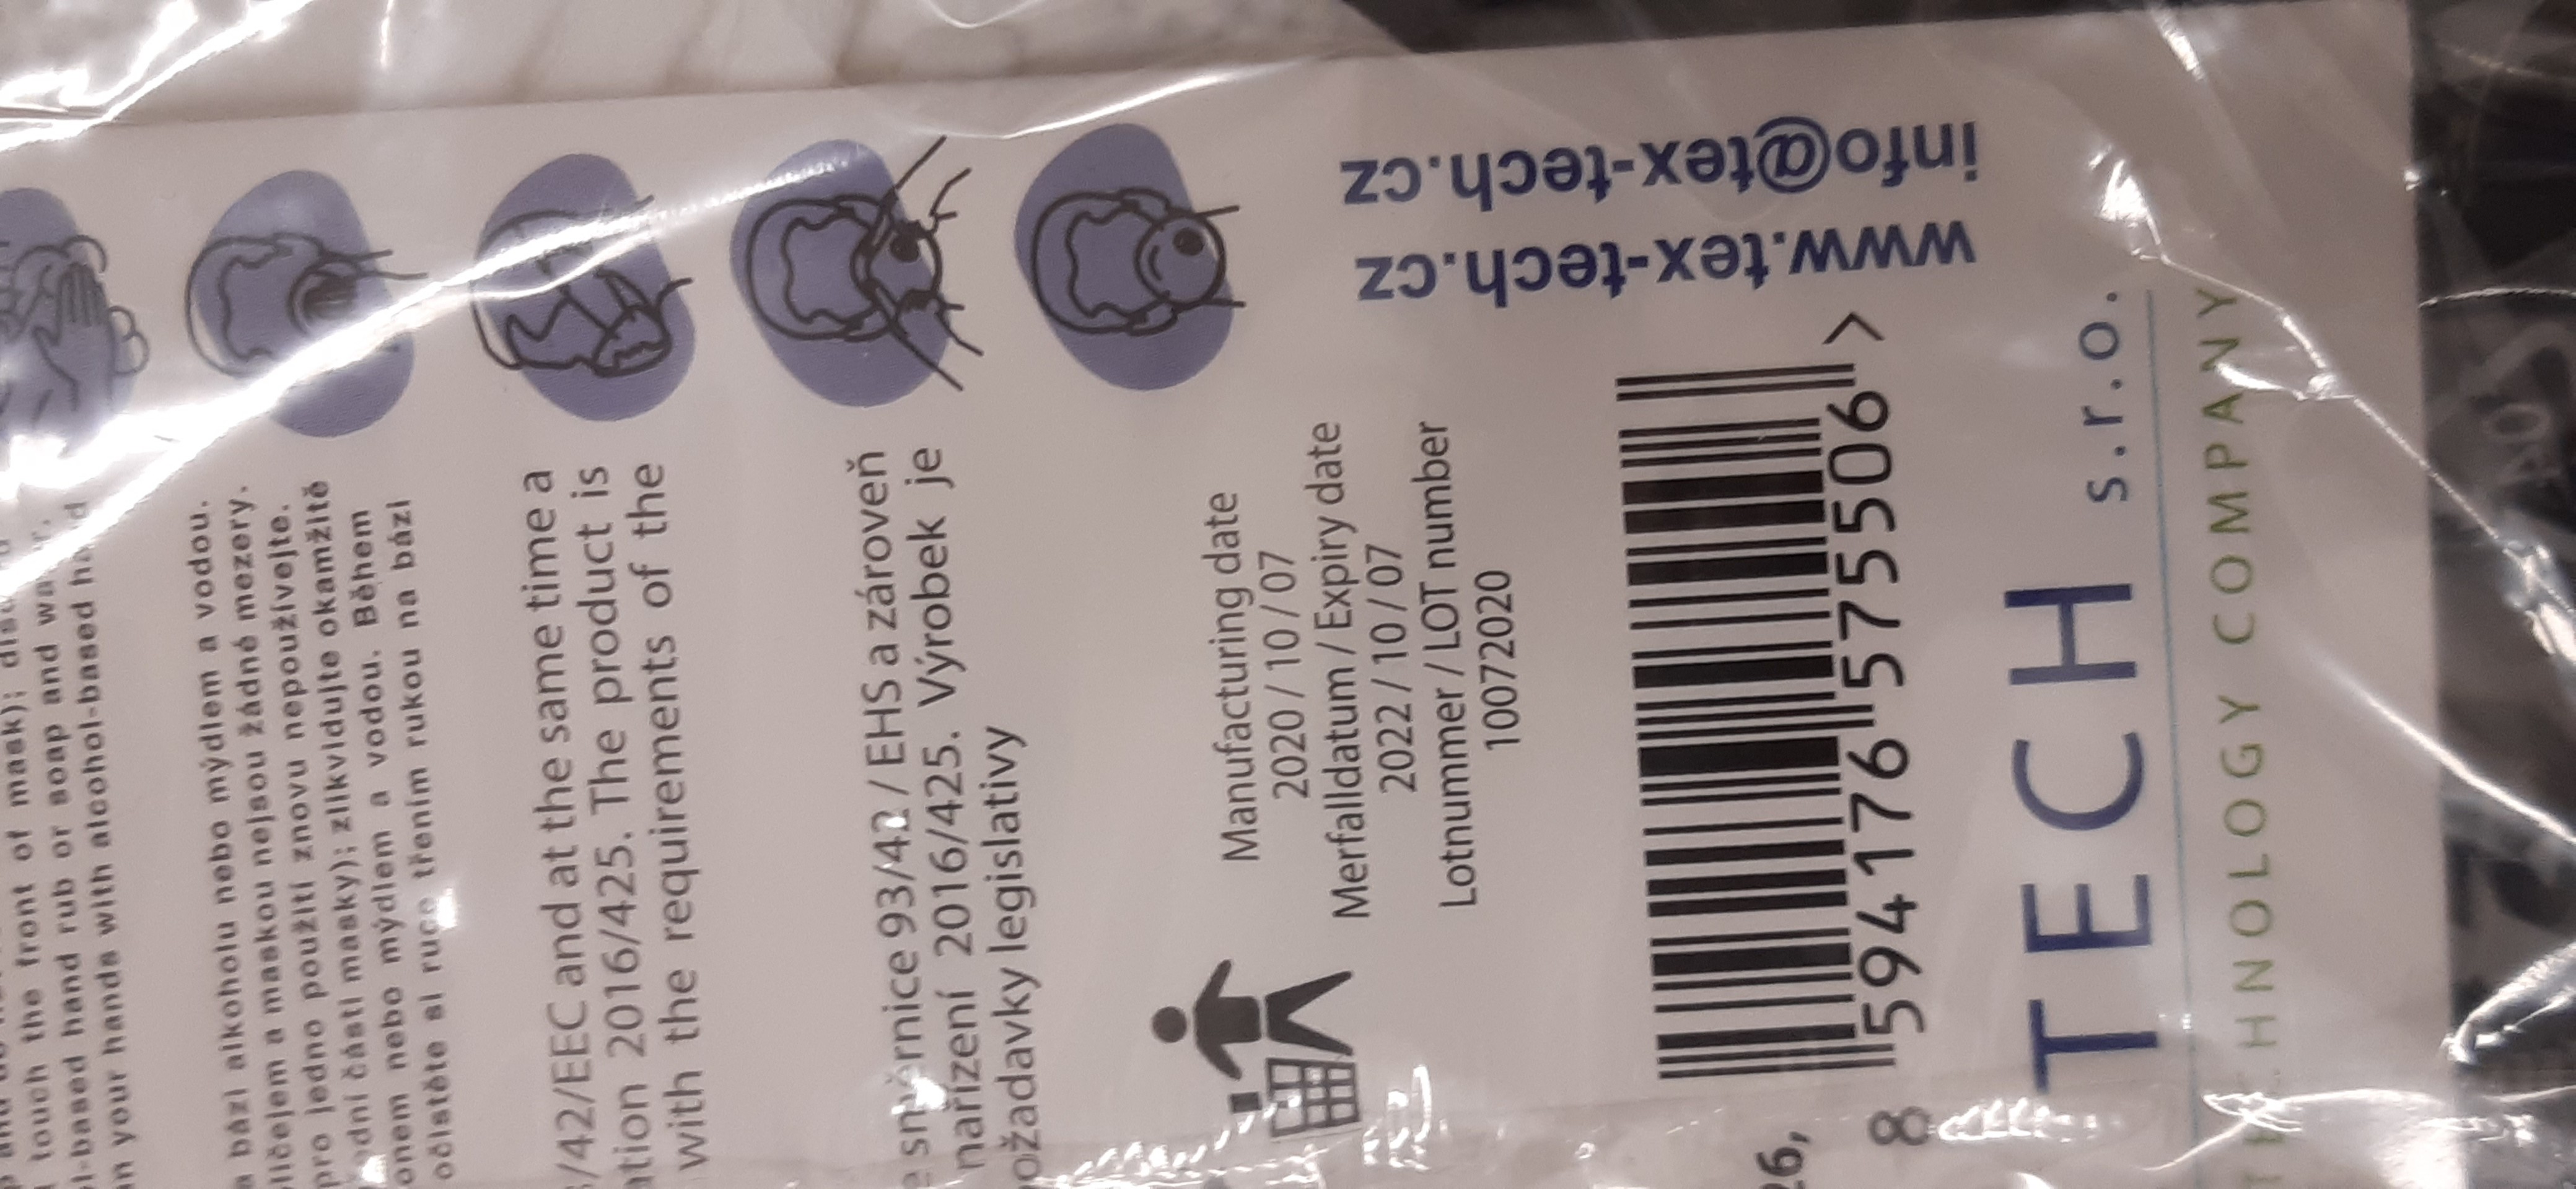 touch the front of mask);
-based hand rub or soap and
your hands with alcohol-based
bázi alkoholu nebo mýdlem a vodou.
ličejem a maskou nejsou žádné mezery.
pro jedno použití znovu nepoužívejte.
dní části masky); zlikvidujte okamžitě
onem nebo mýdlem a vodou. Během
očistěte si ruce třením rukou na bázi
/42/EEC and at the same time a
ation 2016/425. The product is
with the requirements of the
směrnice 93/42 / EHS a zároveň
nařízení 2016/425. Výrobek je
ožadavky legislativy
Manufacturing date
2020 / 10 / 07
Merfalldatum / Expiry date
2022 / 10 / 07
Lotnummer / LOT number
10072020
8 594176 575506 >
26,
www.tex-tech.cz
info@tex-tech.cz
TECH s.r.o.
TECHNOLOGY COMPANY